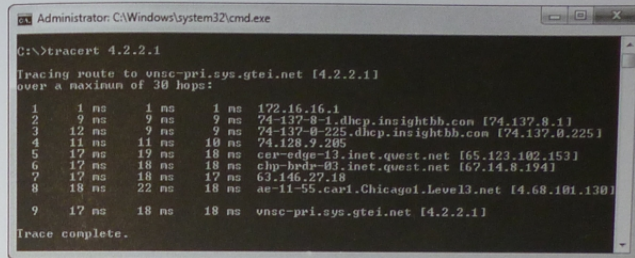 Administrator: C:\Windows\system32\cmd.exe
C:\>tracert 4.2.2.1
Tracing route to vnsc-pri.sys.gtei.net [4.2.2.1]
over a maximum of 30 hops:
1 1 ms 1 ms 1 ms 172.16.16.1
2 9 ms 9 ms 9 ms 74-137-8-1.dhcp.insightbb.com [74.137.8.1]
3 12 ms 9 ms 9 ms 74-137-0-225.dhcp.insightbb.com [74.137.0.225]
4 11 ms 11 ms 10 ms 74.128.9.205
5 17 ms 19 ms 18 ms cer-edge-13.inet.qwest.net [65.123.102.153]
6 17 ms 18 ms 18 ms chp-brdr-03.inet.qwest.net [67.14.8.194]
7 17 ms 18 ms 17 ms 63.146.27.18
8 18 ms 22 ms 18 ms ae-11-55.car1.Chicago1.Level3.net [4.68.101.130]
9 17 ms 18 ms 18 ms vnsc-pri.sys.gtei.net [4.2.2.1]
Trace complete.